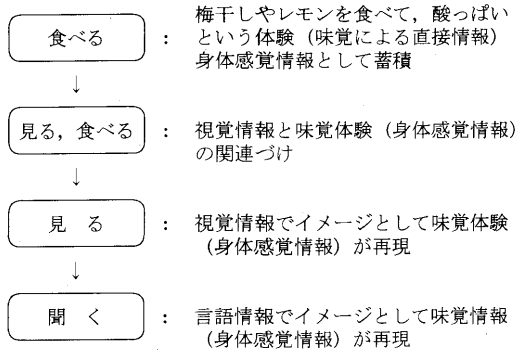 食べる : 梅干しやレモンを食べて，酸っぱい
という体験（味覚による直接情報）
身体感覚情報として蓄積
↓
見る，食べる : 視覚情報と味覚体験（身体感覚情報）
の関連づけ
↓
見 る : 視覚情報でイメージとして味覚体験
（身体感覚情報）が再現
↓
聞 く : 言語情報でイメージとして味覚情報
（身体感覚情報）が再現